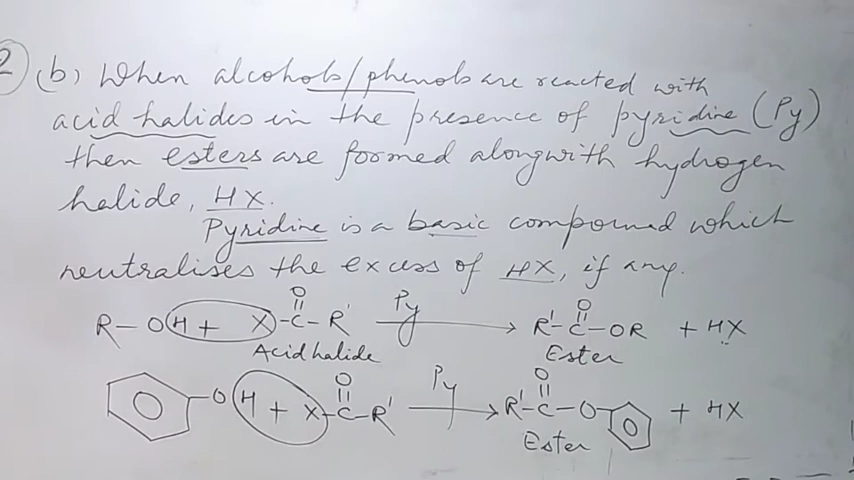 2 (b) When alcohols/phenols are reacted with
acid halides in the presence of pyridine (Py)
then esters are formed alongwith hydrogen
halide, HX.
Pyridine is a basic compound which
neutralises the excess of HX, if any.
R-OH + X-C-R' Py → R'-C-OR + HX
O O
Acid halide Ester
-OH + X-C-R' Py → R'-C-O- + HX
O O
Ester